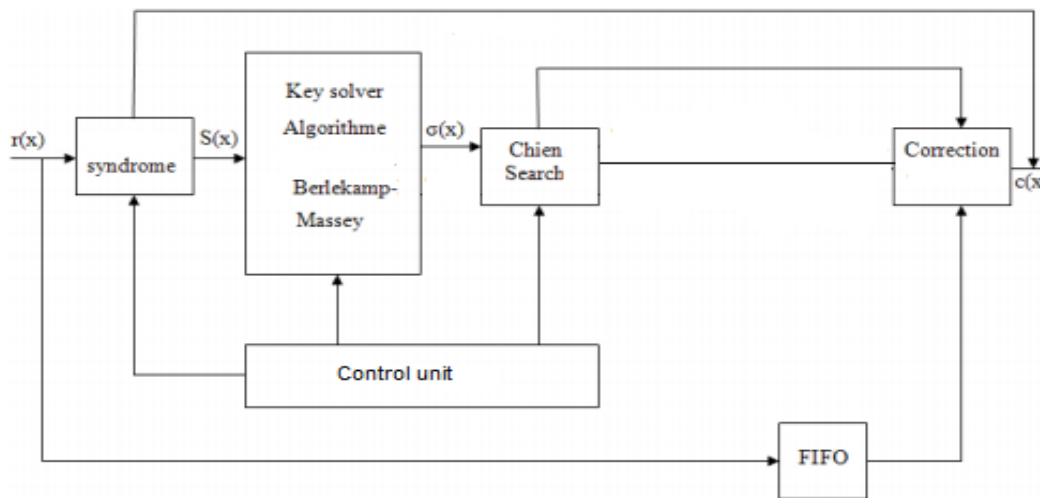 r(x)
syndrome
S(x)
Key solver
Algorithme
Berlekamp-
Massey
σ(x)
Chien
Search
Correction
c(x
Control unit
FIFO